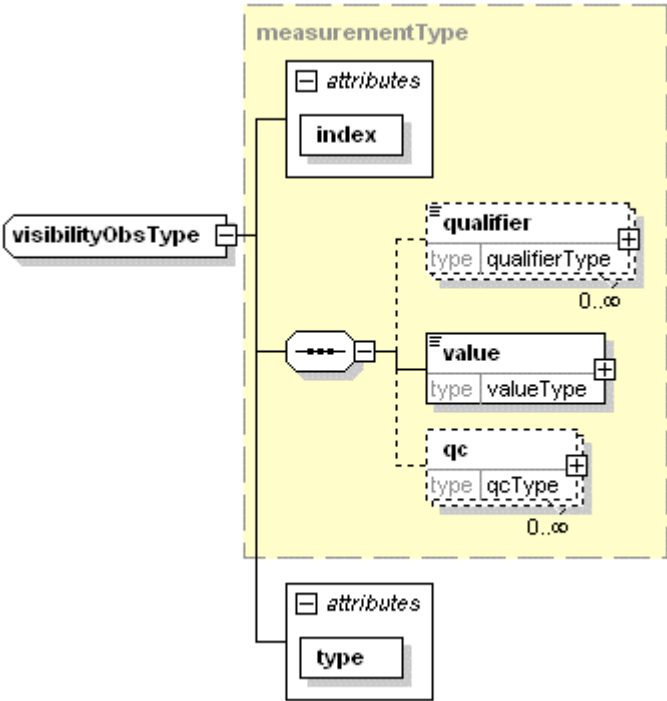 measurementType
attributes
index
visibilityObsType
qualifier
type qualifierType
0..∞
value
type valueType
qc
type qcType
0..∞
attributes
type